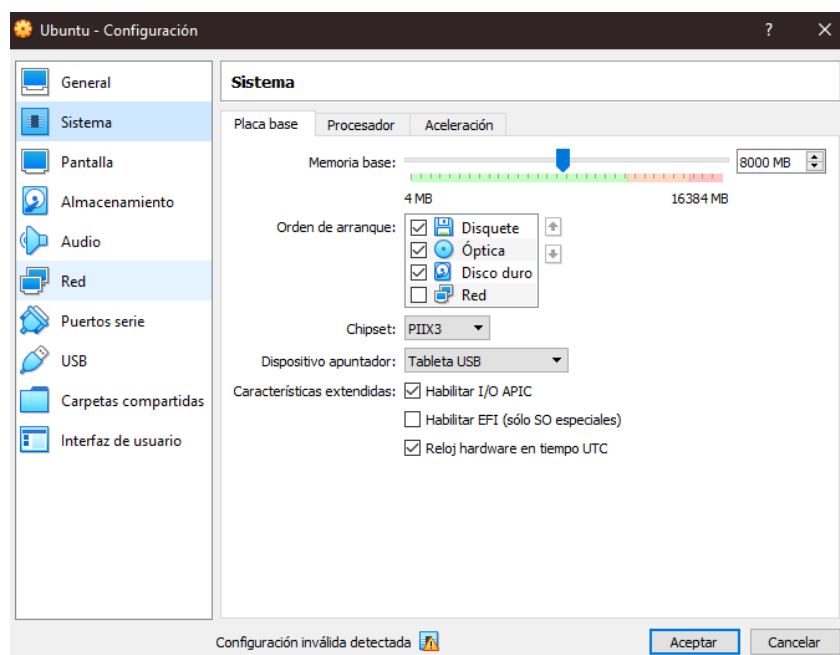 Ubuntu - Configuración ?
General
Sistema
Pantalla
Almacenamiento
Audio
Red
Puertos serie
USB
Carpetas compartidas
Interfaz de usuario
Sistema
Placa base Procesador Aceleración
Memoria base: 8000 MB
4 MB 16384 MB
Orden de arranque: Disquete
Óptica
Disco duro
Red
Chipset: PIIX3
Dispositivo apuntador: Tableta USB
Características extendidas: Habilitar I/O APIC
Habilitar EFI (sólo SO especiales)
Reloj hardware en tiempo UTC
Configuración inválida detectada Aceptar Cancelar